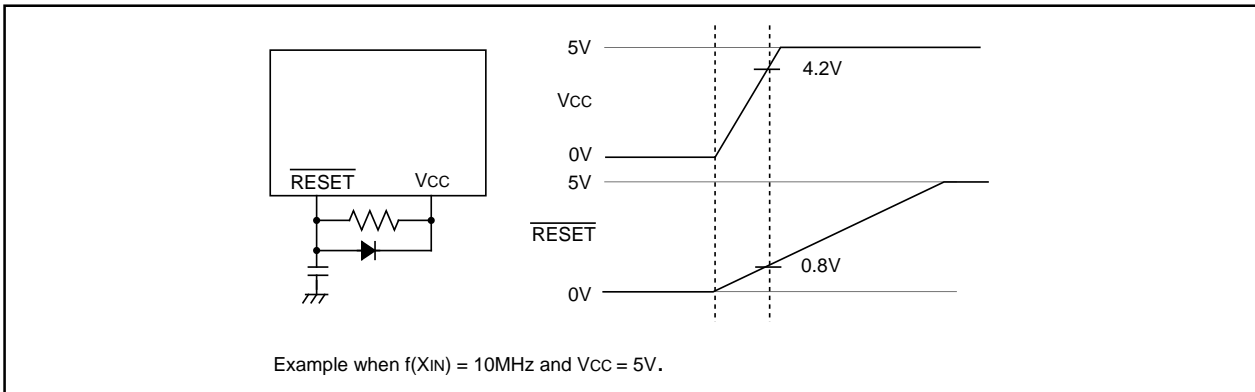 RESET VCC
5V
4.2V
VCC
0V
5V
RESET
0.8V
0V
Example when f(XIN) = 10MHz and VCC = 5V.